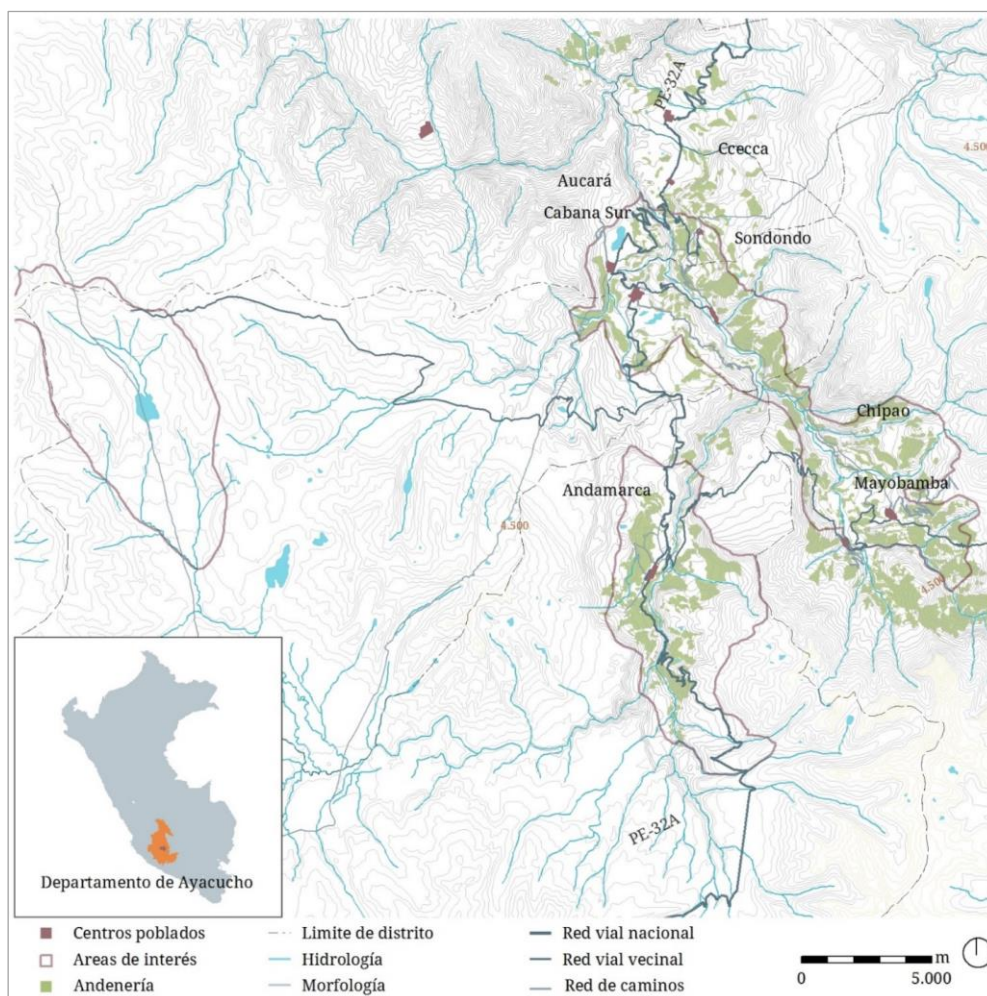 PE-32A
Ccecca
4.500
Aucará
Cabana Sur
Sondondo
Chipao
Mayobamba
Andamarca
4.500
4.500
PE-32A
Departamento de Ayacucho
Centros poblados
Limite de distrito
Red vial nacional
Areas de interés
Hidrología
Red vial vecinal
m
Andenería
Morfología
Red de caminos
0
5.000